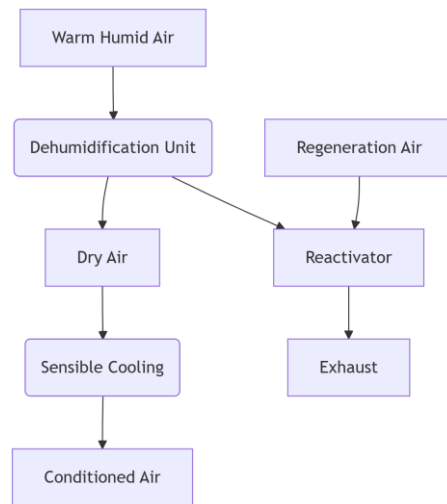 Warm Humid Air
Dehumidification Unit
Regeneration Air
Dry Air
Reactivator
Sensible Cooling
Exhaust
Conditioned Air